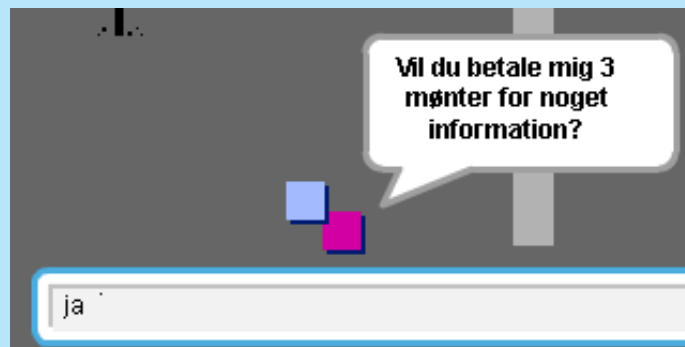 Vil du betale mig 3
mønter for noget
information?
ja